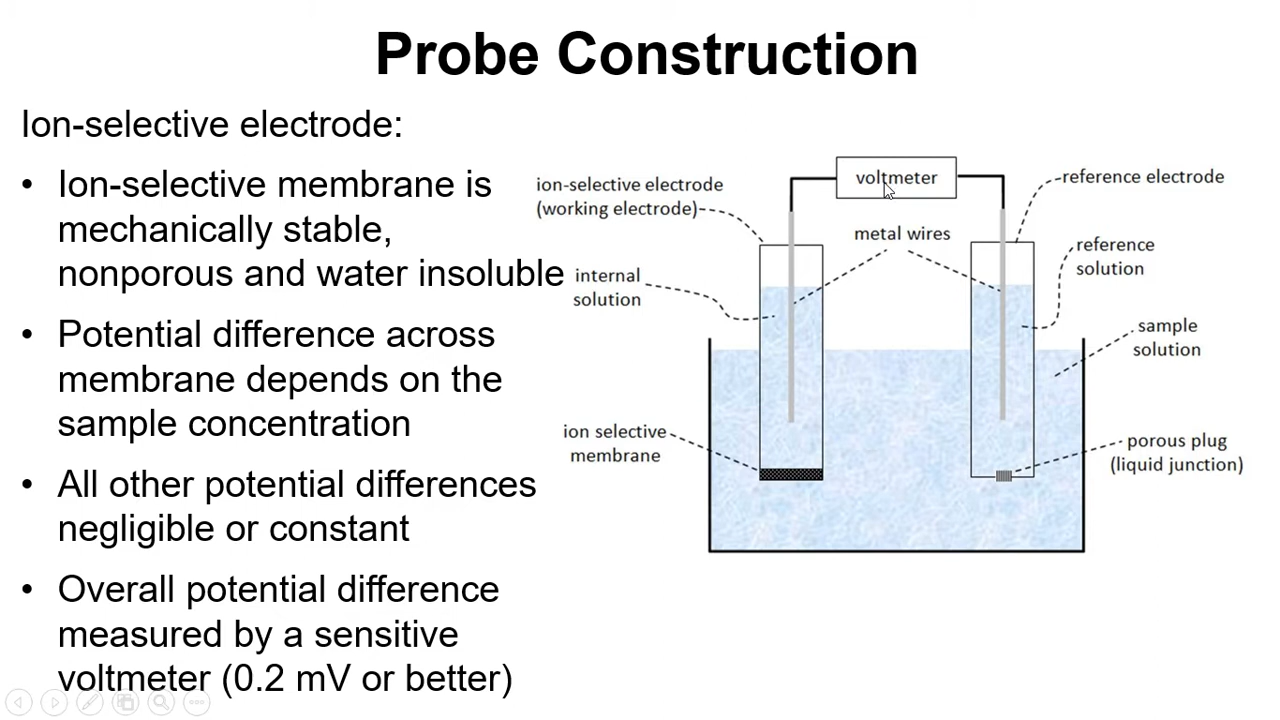 Probe Construction
Ion-selective electrode:
• Ion-selective membrane is
mechanically stable,
nonporous and water insoluble
• Potential difference across
membrane depends on the
sample concentration
• All other potential differences
negligible or constant
• Overall potential difference
measured by a sensitive
voltmeter (0.2 mV or better)
ion-selective electrode
(working electrode)
voltmeter
reference electrode
metal wires
internal
solution
reference
solution
sample
solution
ion selective
membrane
porous plug
(liquid junction)